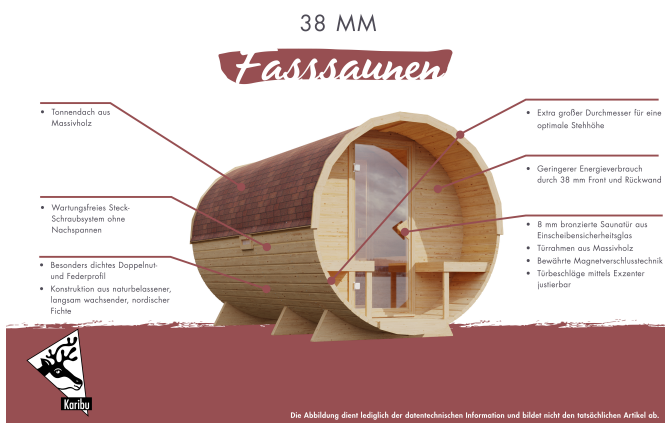 38 MM
Fasssaunen
• Tonnendach aus
Massivholz
• Wartungsfreies Steck-
Schraubsystem ohne
Nachspannen
• Besonders dichtes Doppelnut-
und Federprofil
• Konstruktion aus naturbelassener,
langsam wachsender, nordischer
Fichte
• Extra großer Durchmesser für eine
optimale Stehhöhe
• Geringerer Energieverbrauch
durch 38 mm Front und Rückwand
• 8 mm bronzierte Saunatür aus
Einscheibensicherheitsglas
• Türrahmen aus Massivholz
• Bewährte Magnetverschlusstechnik
• Türbeschläge mittels Exzenter
justierbar
Karibu
Die Abbildung dient lediglich der datentechnischen Information und bildet nicht den tatsächlichen Artikel ab.